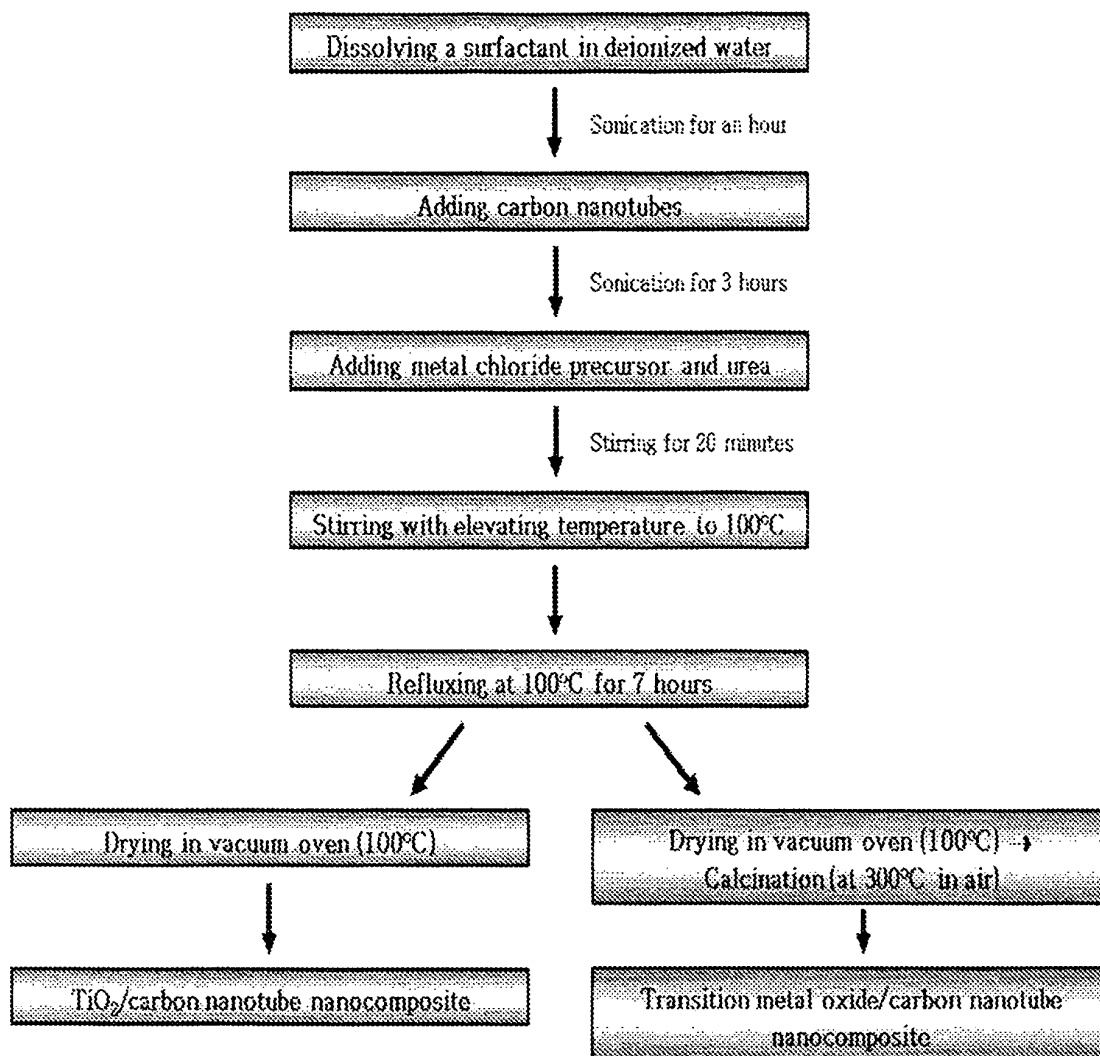 Dissolving a surfactant in deionized water
Sonication for an hour
Adding carbon nanotubes
Sonication for 3 hours
Adding metal chloride precursor and urea
Stirring for 20 minutes
Stirring with elevating temperature to 100°C
Refluxing at 100°C for 7 hours
Drying in vacuum oven (100°C)
Drying in vacuum oven (100°C) →
Calcination (at 300°C in air)
TiO₂/carbon nanotube nanocomposite
Transition metal oxide/carbon nanotube
nanocomposite